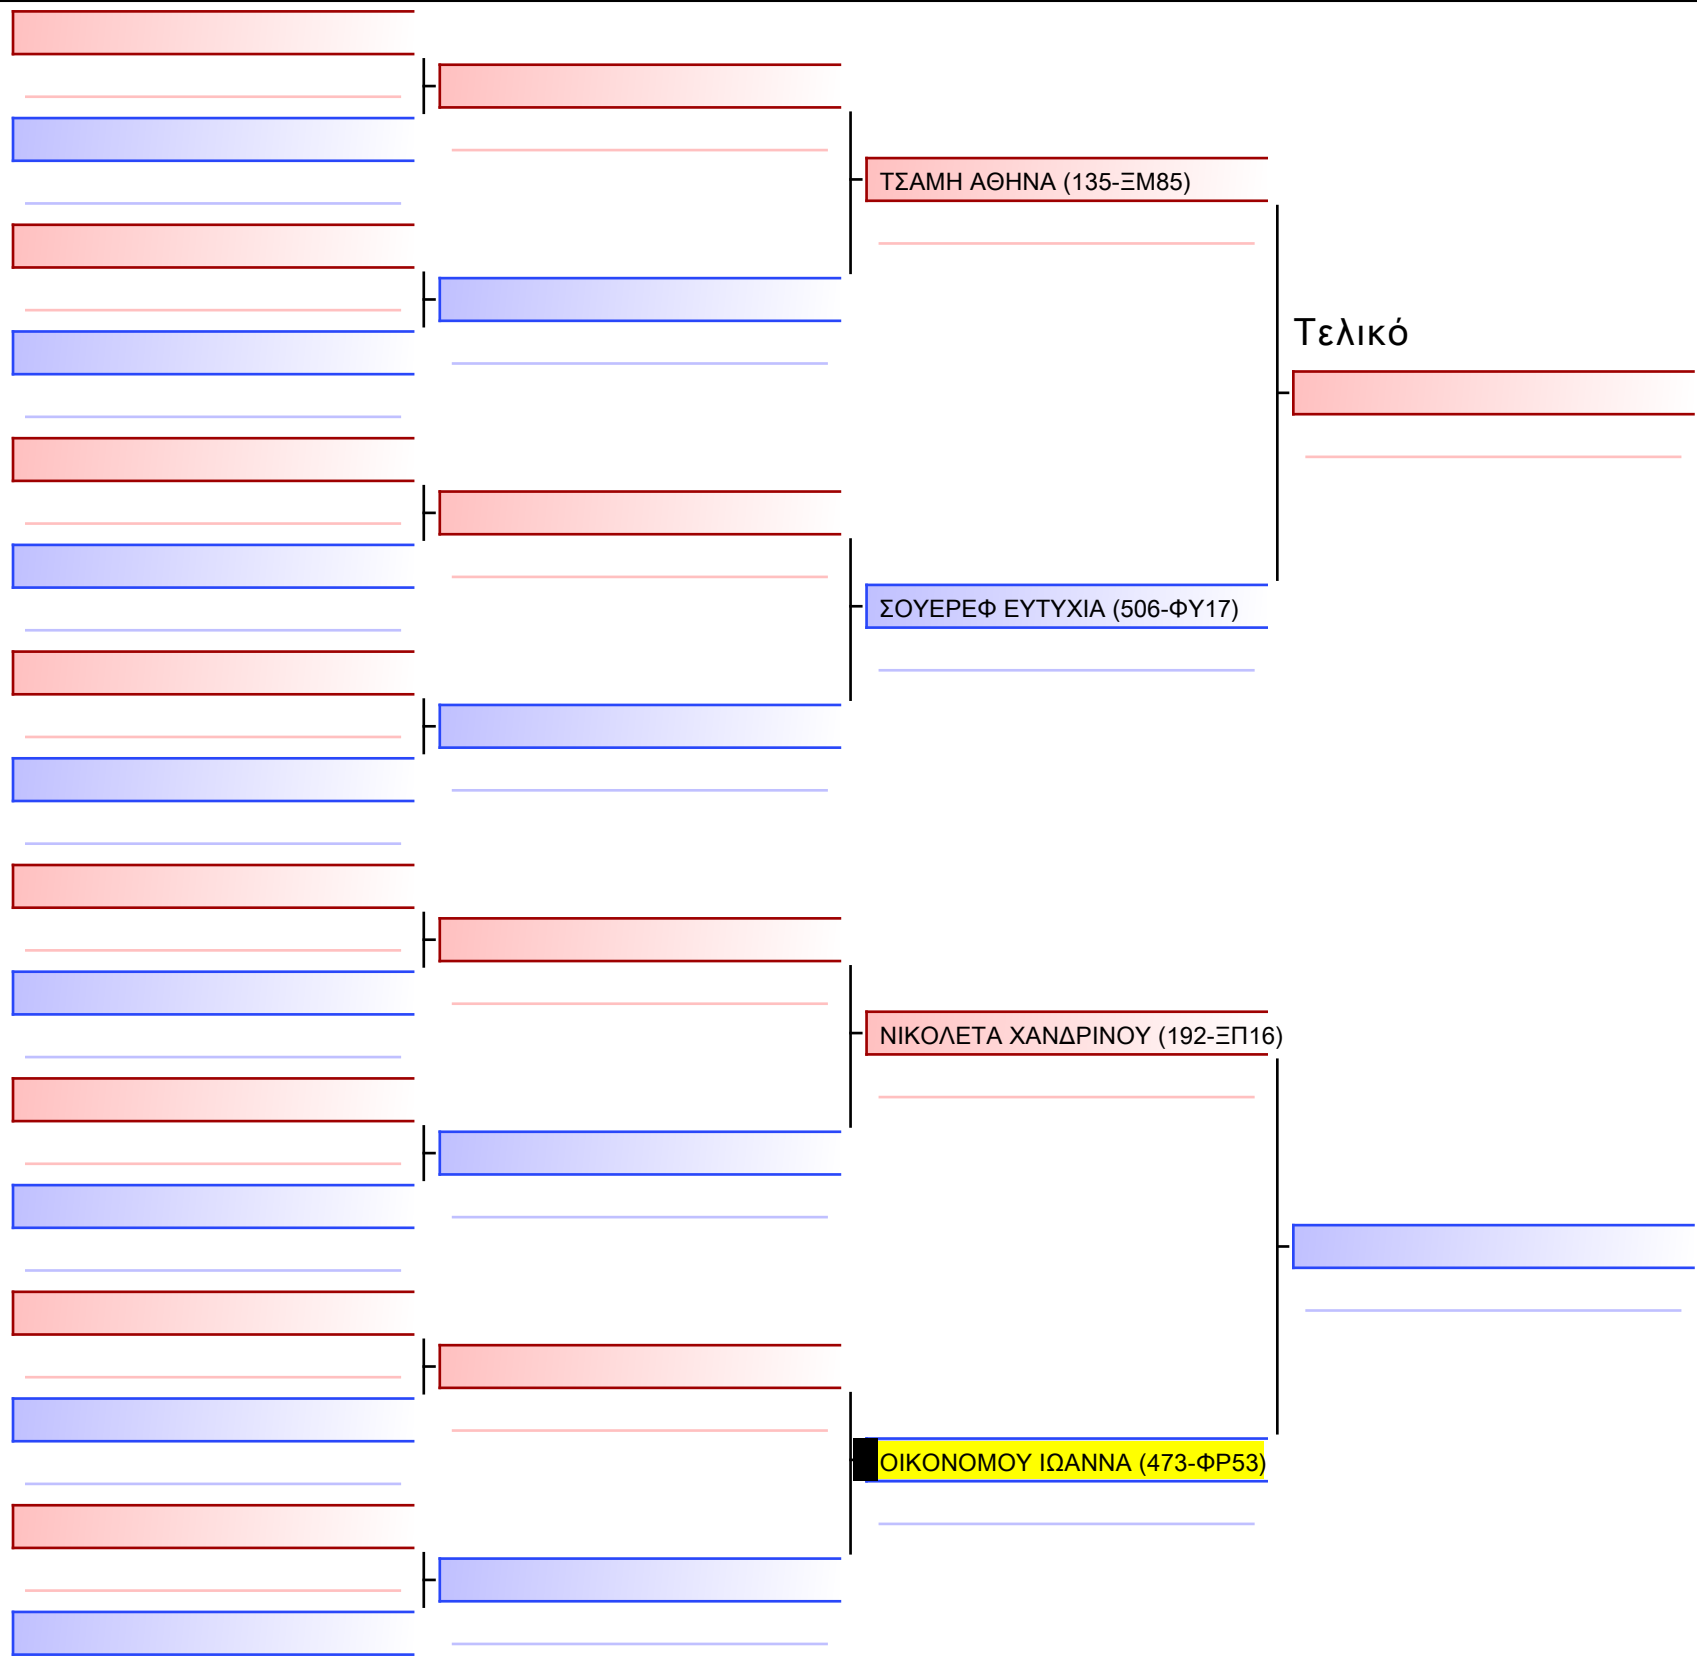 ΤΣΑΜΗ ΑΘΗΝΑ (135-ΞΜ85)
Τελικό
ΣΟΥΕΡΕΦ ΕΥΤΥΧΙΑ (506-ΦΥ17)
ΝΙΚΟΛΕΤΑ ΧΑΝΔΡΙΝΟΥ (192-ΞΠ16)
ΟΙΚΟΝΟΜΟΥ ΙΩΑΝΝΑ (473-ΦΡ53)